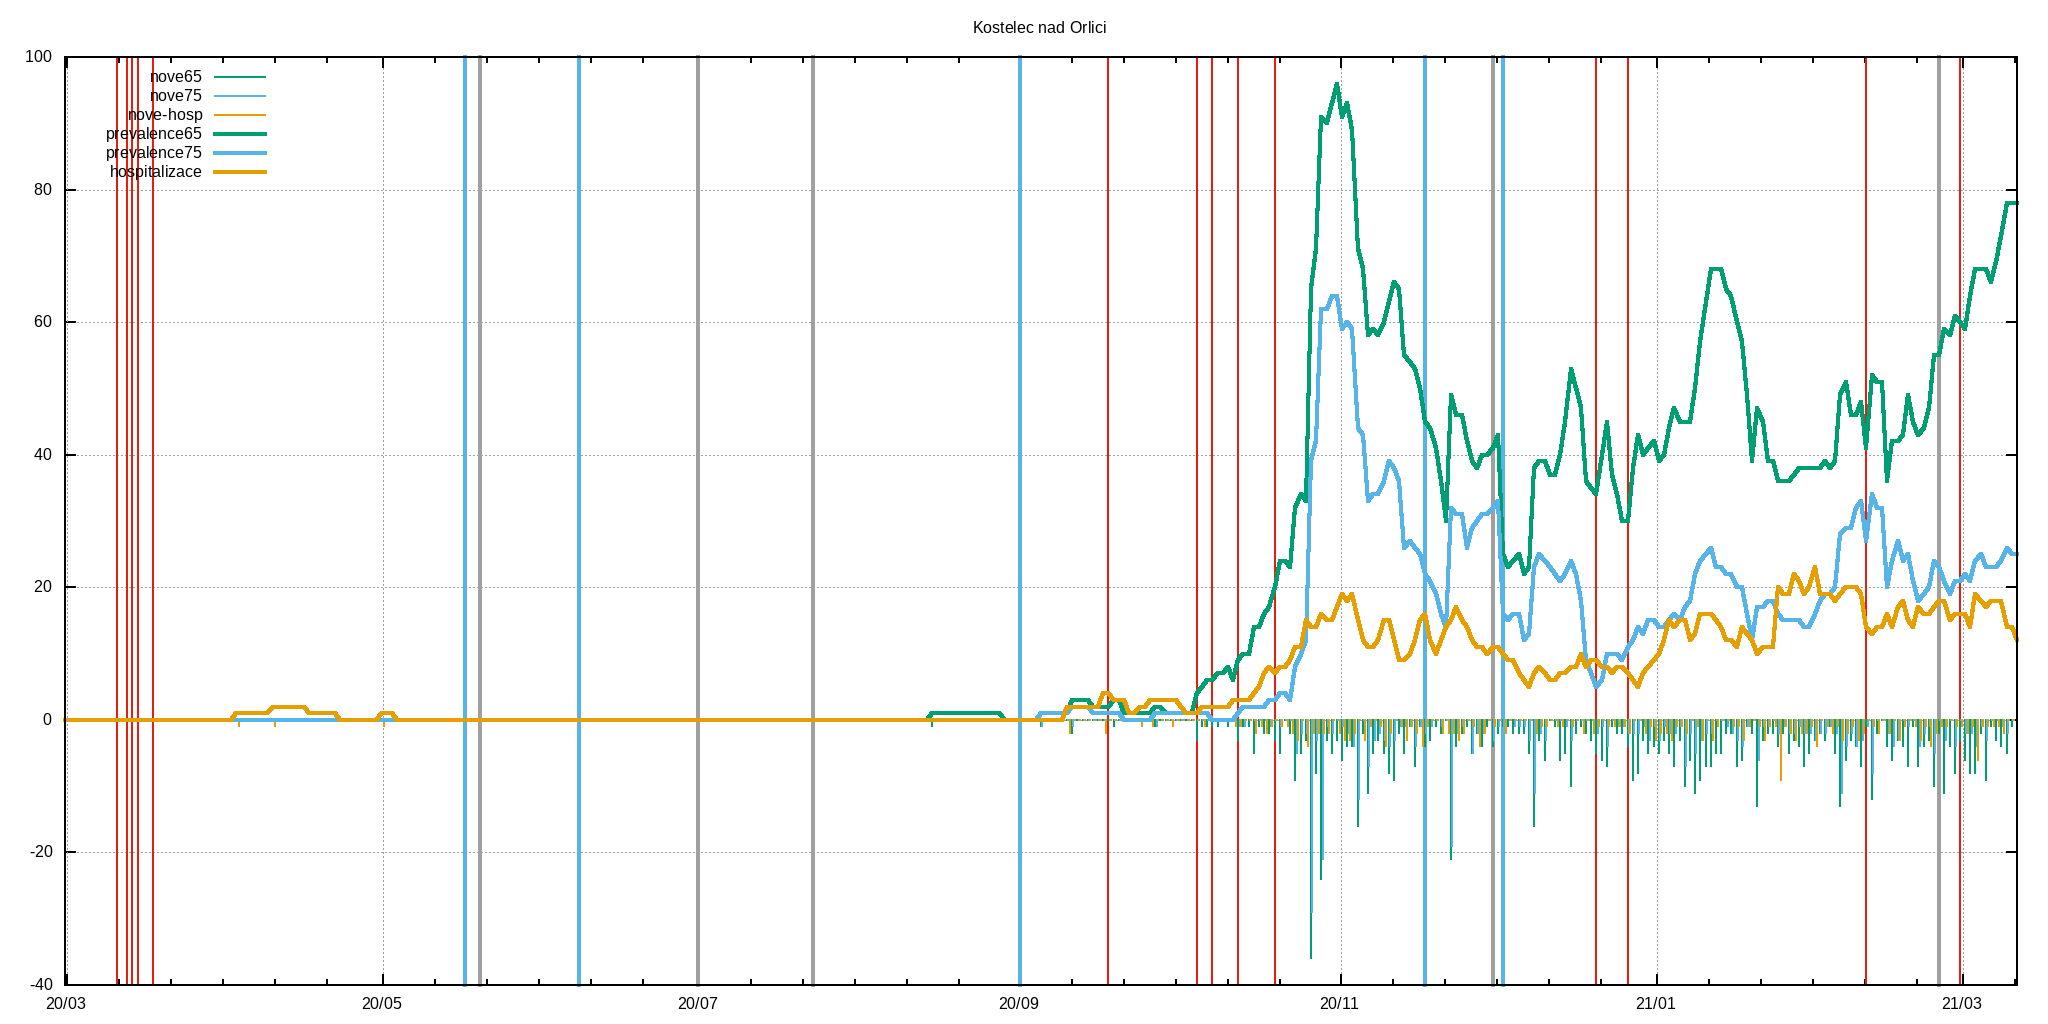 Kostelec nad Orlici
100
80
60
40
20
0
-20
-40
nove65
nove75
nove-hosp
prevalence65
prevalence75
hospitalizace
20/03 20/05 20/07 20/09 20/11 21/01 21/03